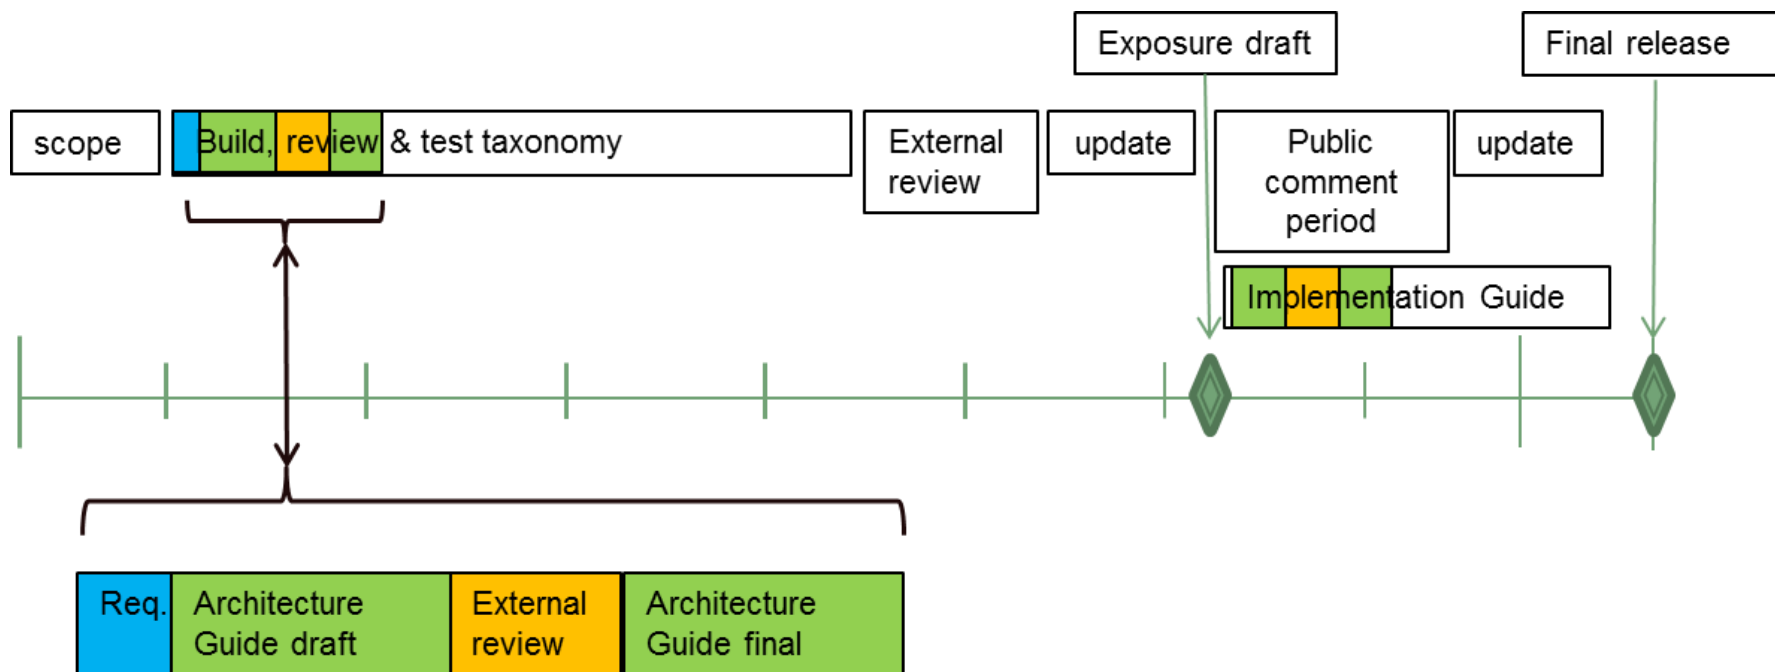 Exposure draft
Final release
scope
Build, review & test taxonomy
External
review
update
Public
comment
period
update
Implementation Guide
Req.
Architecture
Guide draft
External
review
Architecture
Guide final